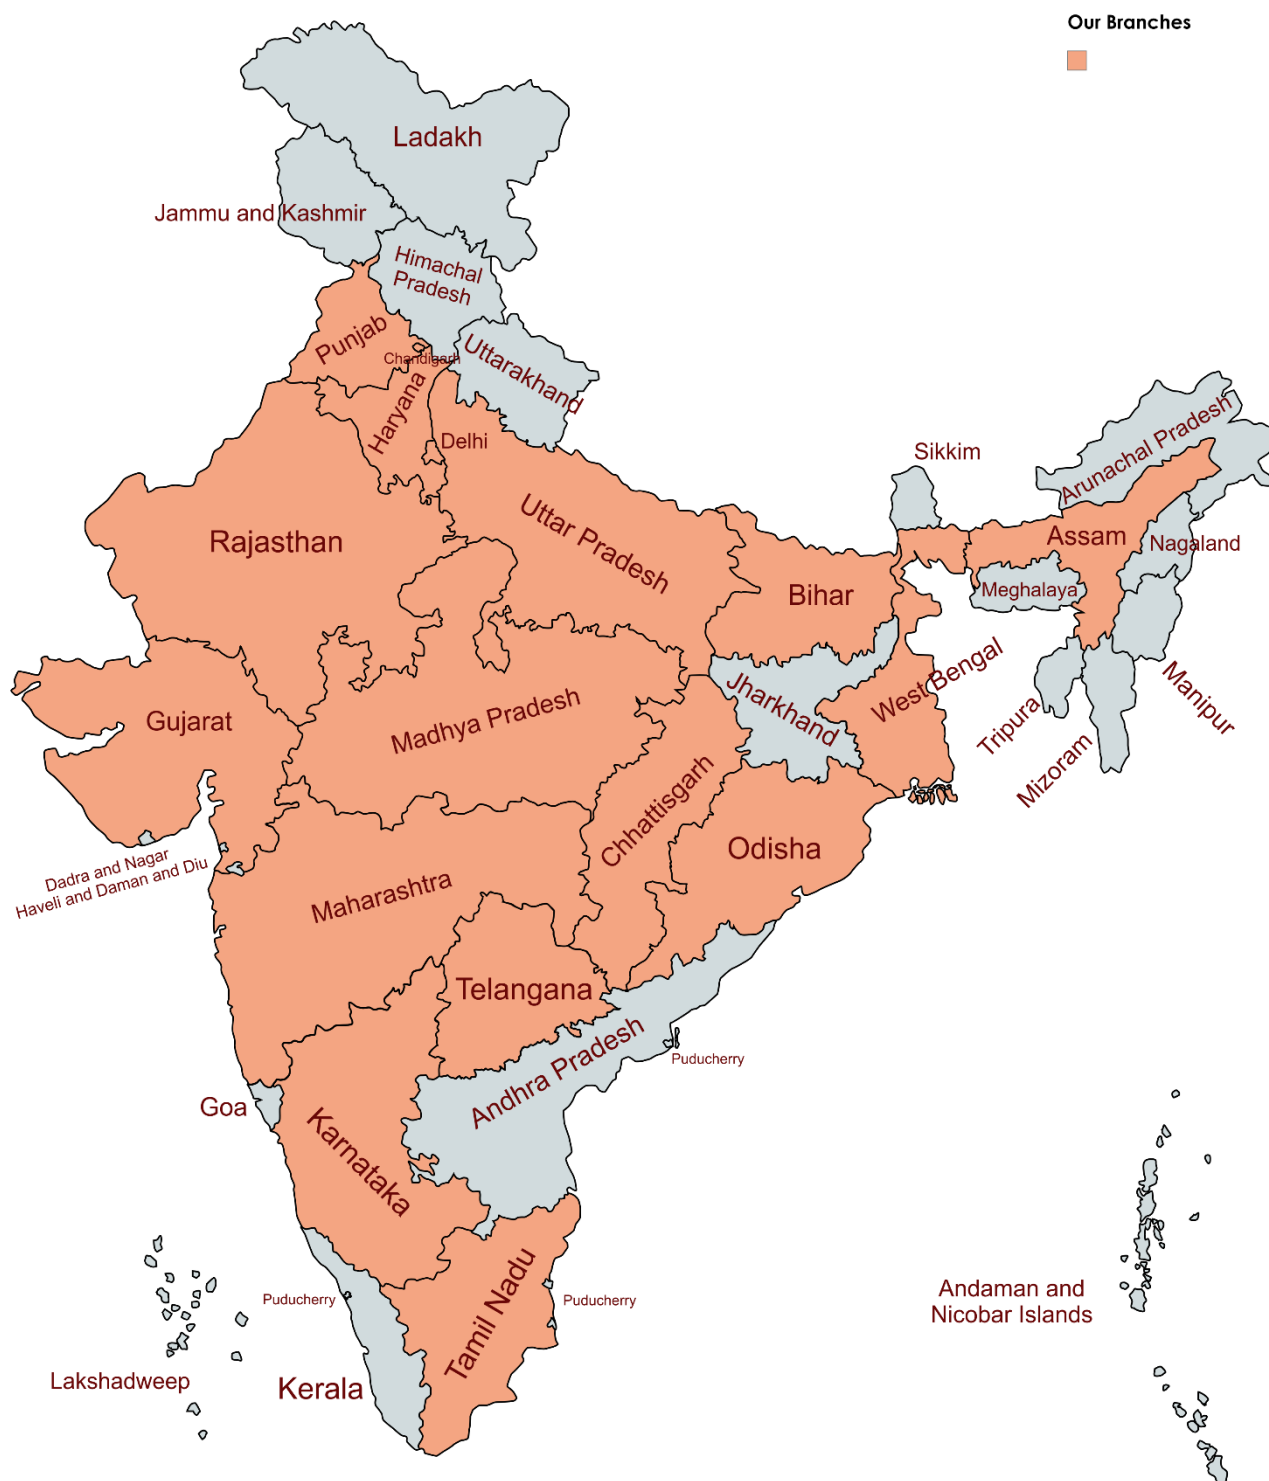 Our Branches
Ladakh
Jammu and Kashmir
Himachal
Pradesh
Punjab
Chandigarh
Uttarakhand
Haryana
Delhi
Sikkim
Arunachal Pradesh
Rajasthan
Uttar Pradesh
Assam
Nagaland
Bihar
Meghalaya
Gujarat
Madhya Pradesh
Jharkhand
West Bengal
Tripura
Manipur
Mizoram
Chhattisgarh
Odisha
Dadra and Nagar
Haveli and Daman and Diu
Maharashtra
Telangana
Andhra Pradesh
Puducherry
Goa
Karnataka
Puducherry
Tamil Nadu
Puducherry
Andaman and
Nicobar Islands
Lakshadweep
Kerala